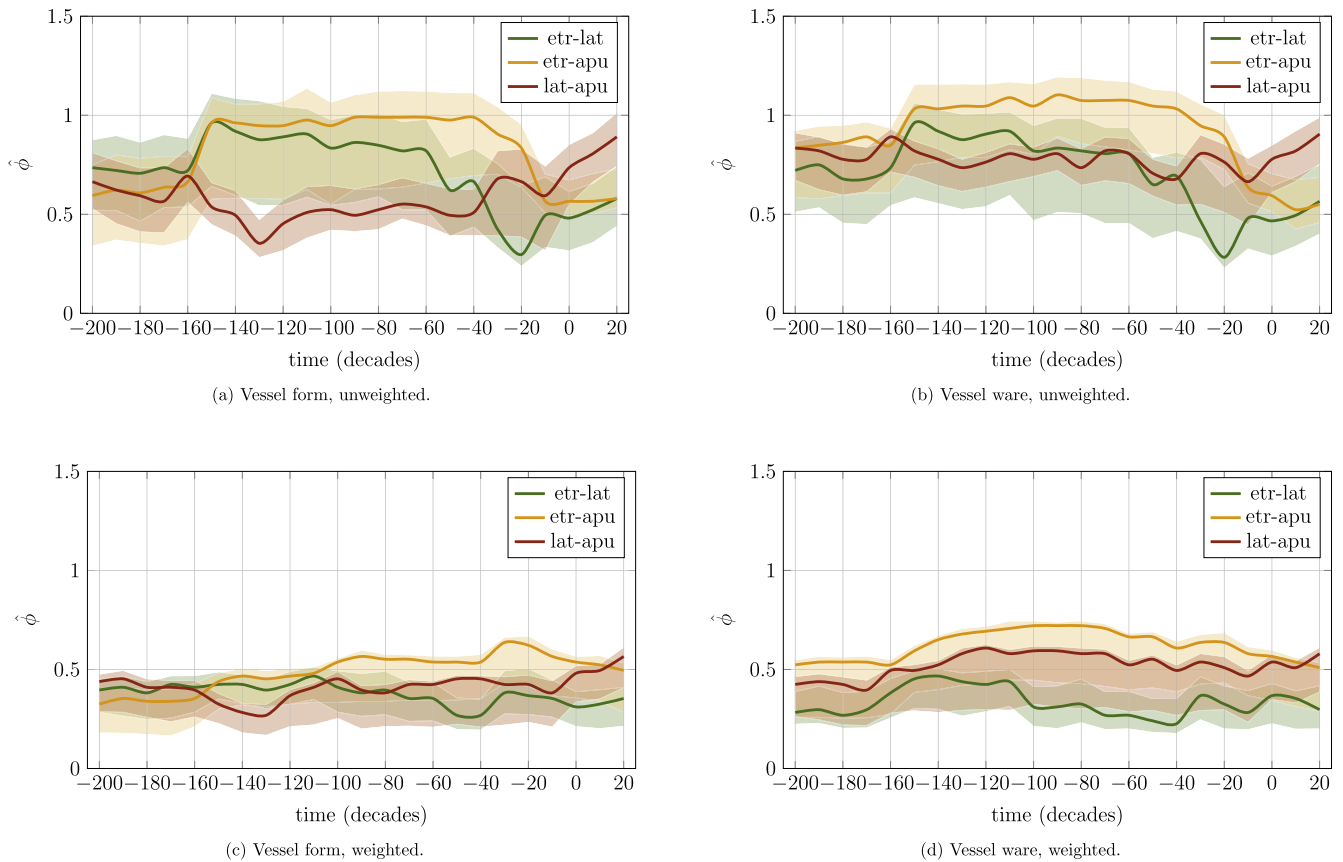 1.5
1
0.5
0
−200 −180 −160 −140 −120 −100 −80 −60 −40 −20 0 20
time (decades)
ϕ̂
etr-lat
etr-apu
lat-apu
(a) Vessel form, unweighted.
1.5
1
0.5
0
−200 −180 −160 −140 −120 −100 −80 −60 −40 −20 0 20
time (decades)
ϕ̂
etr-lat
etr-apu
lat-apu
(b) Vessel ware, unweighted.
1.5
1
0.5
0
−200 −180 −160 −140 −120 −100 −80 −60 −40 −20 0 20
time (decades)
ϕ̂
etr-lat
etr-apu
lat-apu
(c) Vessel form, weighted.
1.5
1
0.5
0
−200 −180 −160 −140 −120 −100 −80 −60 −40 −20 0 20
time (decades)
ϕ̂
etr-lat
etr-apu
lat-apu
(d) Vessel ware, weighted.